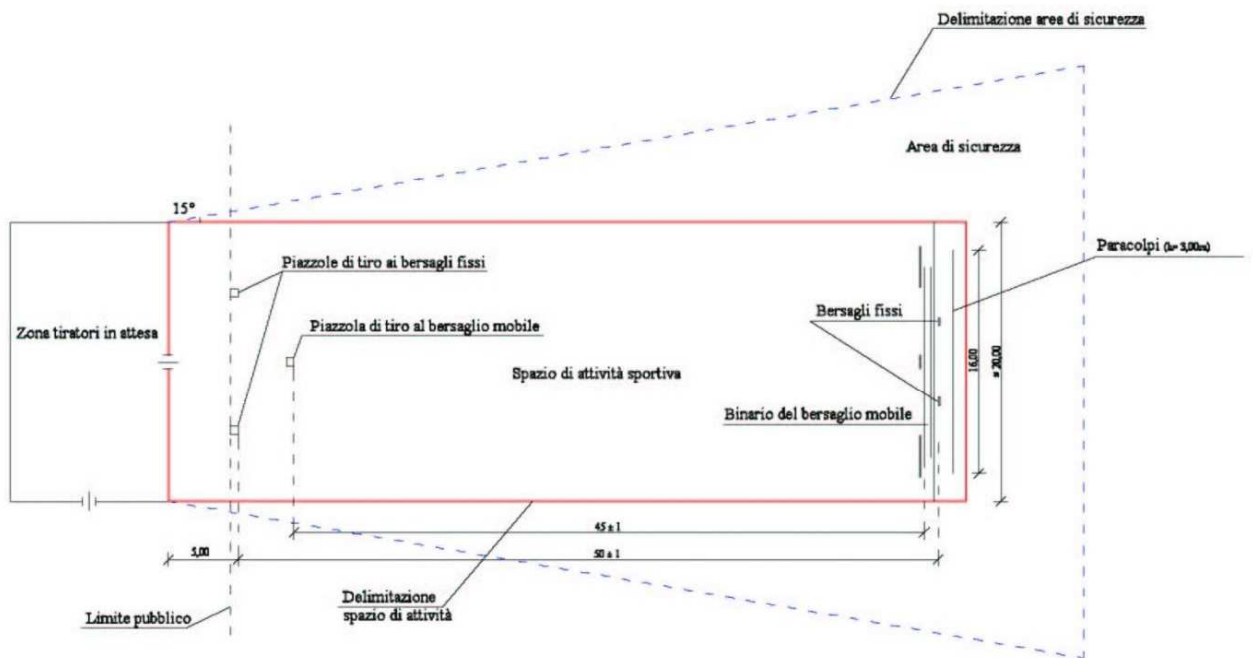 Delimitazione area di sicurezza
Area di sicurezza
15°
Paracolpi (h= 3,00m)
Piazzole di tiro ai bersagli fissi
Bersagli fissi
Zona tiratori in attesa
Piazzola di tiro al bersaglio mobile
16,00
Spazio di attività sportiva
Binario del bersaglio mobile
45 ± 1
5,00
50 ± 1
Delimitazione
spazio di attività
Limite pubblico